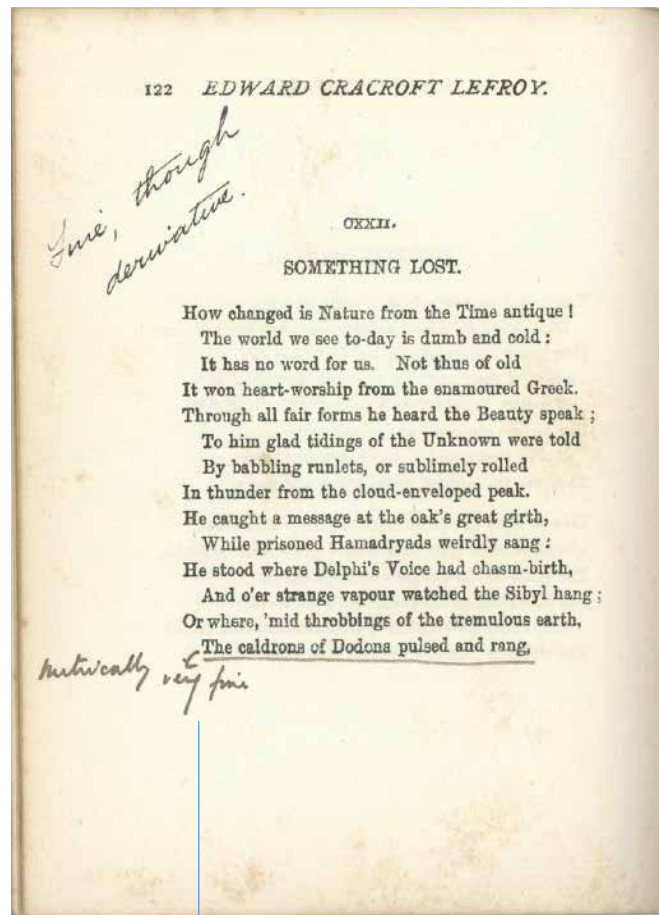 122 EDWARD CRACROFT LEFROY.
Fine, though
derivative.
CXXII.
SOMETHING LOST.
How changed is Nature from the Time antique !
The world we see to-day is dumb and cold :
It has no word for us. Not thus of old
It won heart-worship from the enamoured Greek.
Through all fair forms he heard the Beauty speak ;
To him glad tidings of the Unknown were told
By babbling runlets, or sublimely rolled
In thunder from the cloud-enveloped peak.
He caught a message at the oak's great girth,
While prisoned Hamadryads weirdly sang :
He stood where Delphi's Voice had chasm-birth,
And o'er strange vapour watched the Sibyl hang ;
Or where, 'mid throbbings of the tremulous earth,
The caldrons of Dodona pulsed and rang,
Metrically very fine